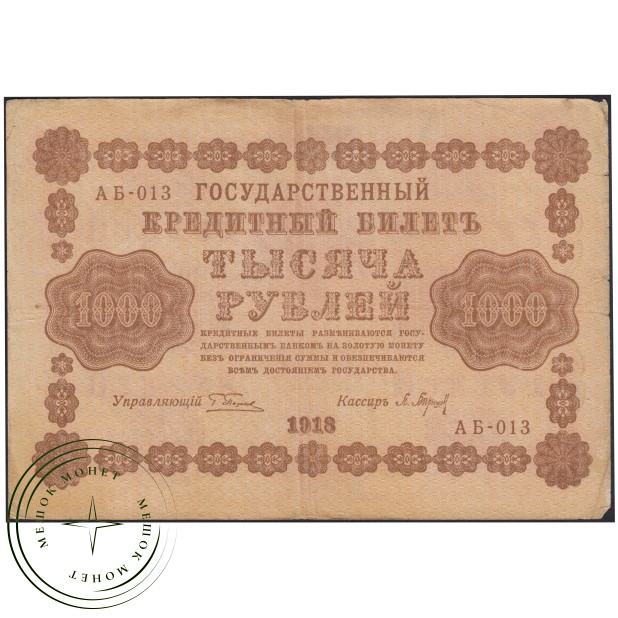 АБ-013 ГОСУДАРСТВЕННЫЙ
КРЕДИТНЫЙ БИЛЕТЪ
ТЫСЯЧА
РУБЛЕЙ
1000 1000
КРЕДИТНЫЕ БИЛЕТЫ РАЗМѢНИВАЮТСЯ ГОСУ-
ДАРСТВЕННЫМЪ БАНКОМЪ НА ЗОЛОТУЮ МОНЕТУ
БЕЗЪ ОГРАНИЧЕНІЯ СУММЫ И ОБЕЗПЕЧИВАЮТСЯ
ВСѢМЪ ДОСТОЯНІЕМЪ ГОСУДАРСТВА.
Управляющій Кассиръ
1918
АБ-013
МЕШОК МОНЕТ
МЕШОК МОНЕТ